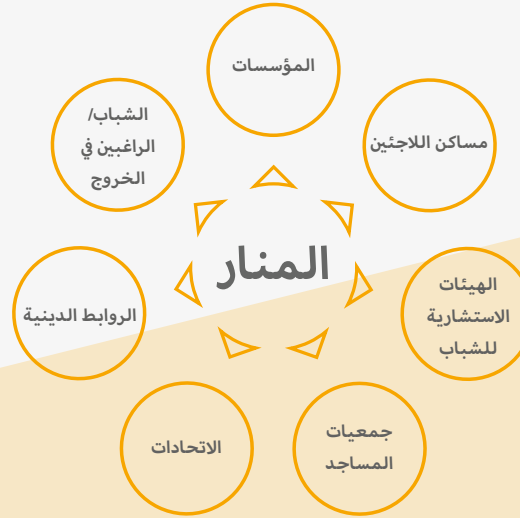 المؤسسات
مساكن اللاجئين
الهيئات
الاستشارية
للشباب
جمعيات
المساجد
الاتحادات
الروابط الدينية
الشباب/
الراغبين في
الخروج
المنار